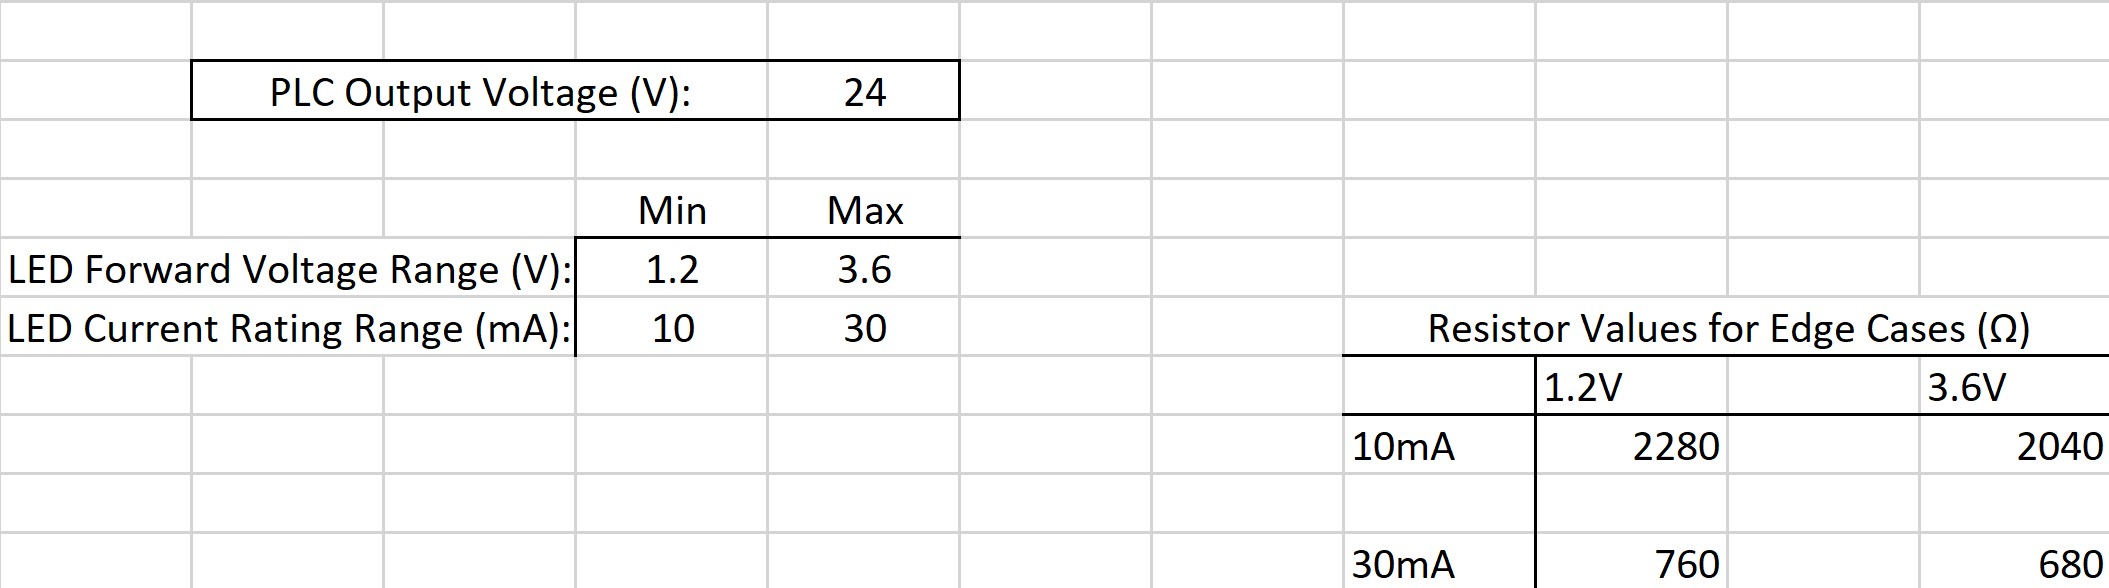 PLC Output Voltage (V): 24
Min Max
LED Forward Voltage Range (V): 1.2 3.6
LED Current Rating Range (mA): 10 30 Resistor Values for Edge Cases (Ω)
1.2V 3.6V
10mA 2280 2040
30mA 760 680